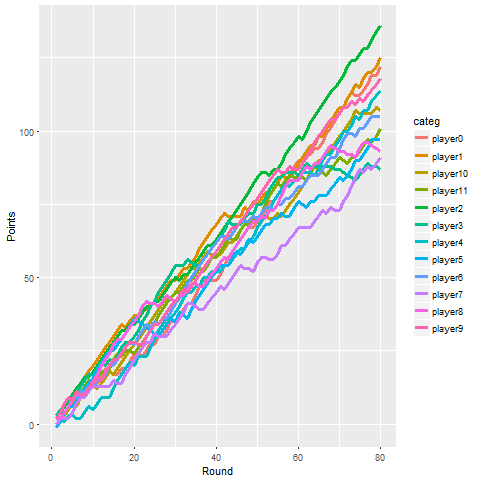 100
50
0
Points
0
20
40
60
80
Round
categ
player0
player1
player10
player11
player2
player3
player4
player5
player6
player7
player8
player9